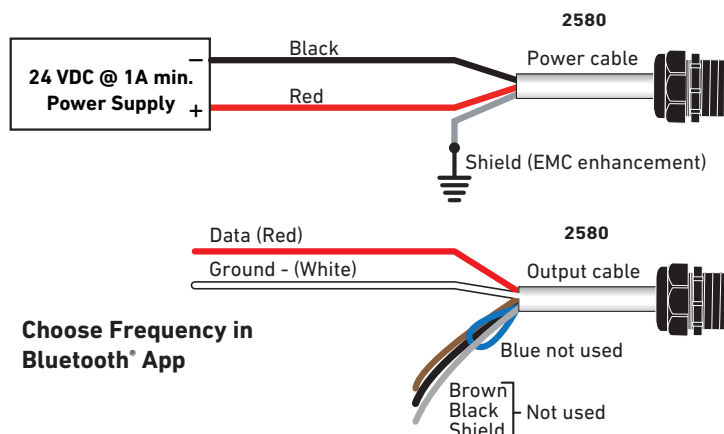 2580
Black
Power cable
24 VDC @ 1A min.
Power Supply
−
+
Red
Shield (EMC enhancement)
Data (Red)
2580
Ground - (White)
Output cable
Choose Frequency in
Bluetooth® App
Blue not used
Brown
Black
Shield
Not used